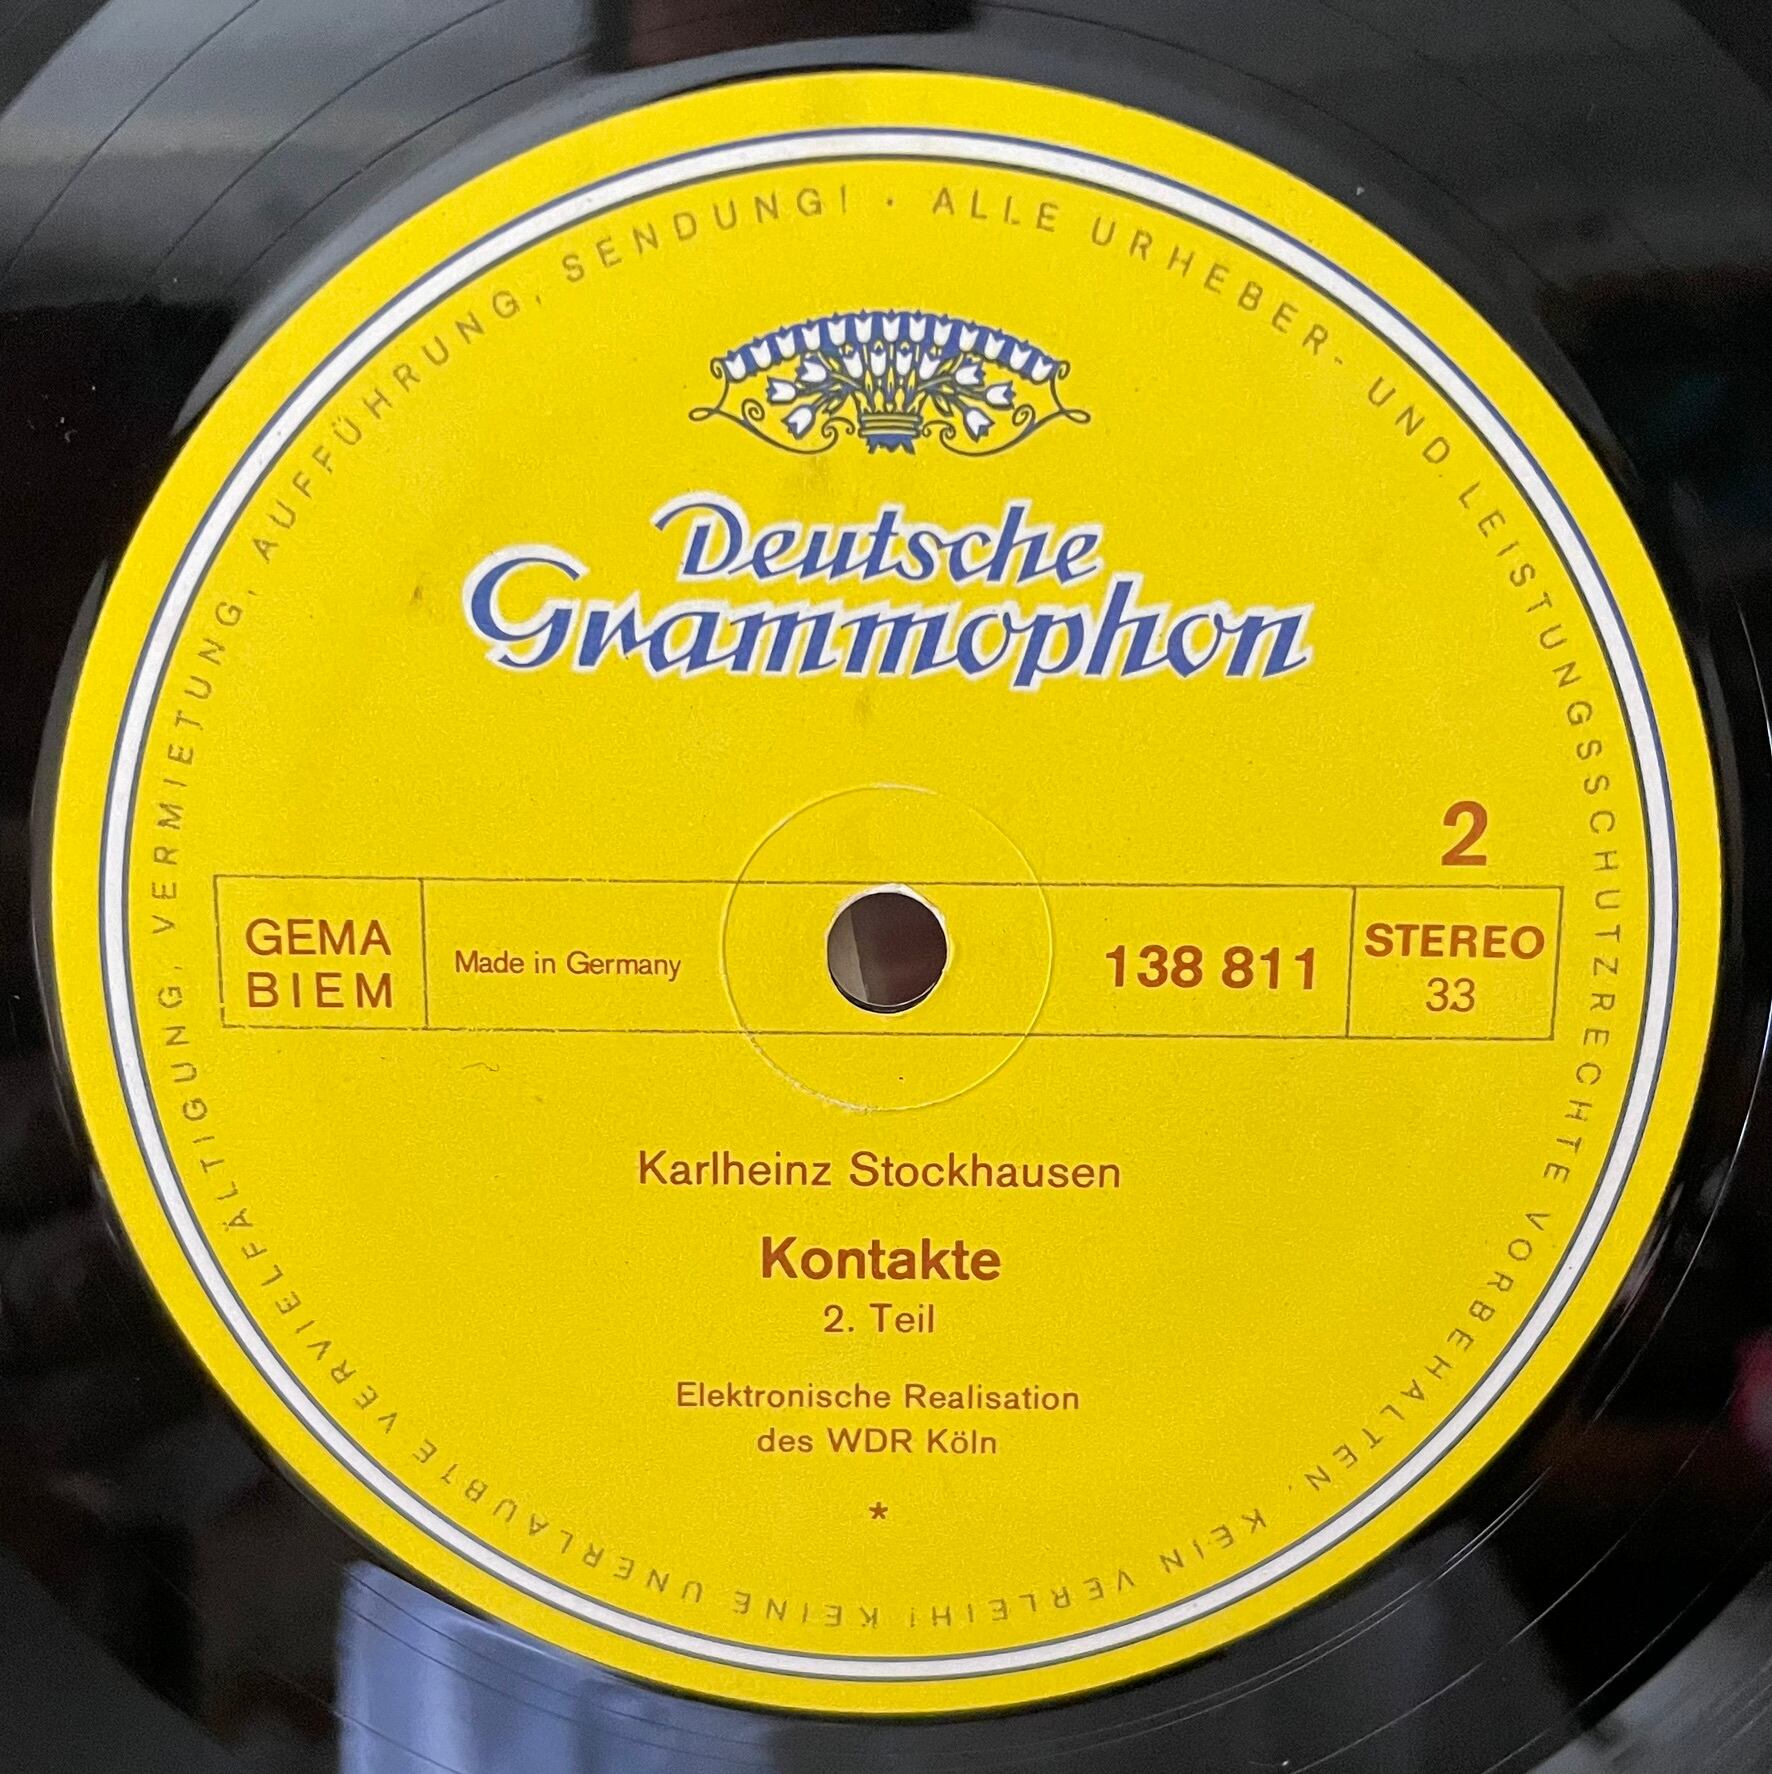 ALLE URHEBER- UND LEISTUNGSSCHUTZRECHTE VORBEHALTEN. KEIN VERLEIH! KEINE UNERLAUBTE VERVIELFÄLTIGUNG, VERMIETUNG, AUFFÜHRUNG, SENDUNG! ·
Deutsche
Grammophon
2
GEMA
BIEM
Made in Germany
138 811
STEREO
33
Karlheinz Stockhausen
Kontakte
2. Teil
Elektronische Realisation
des WDR Köln
*